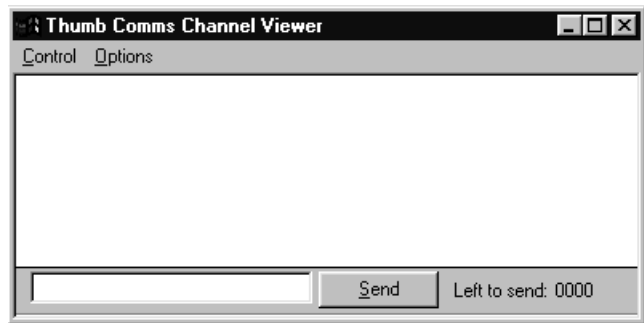 Thumb Comms Channel Viewer
Control Options
Send Left to send: 0000